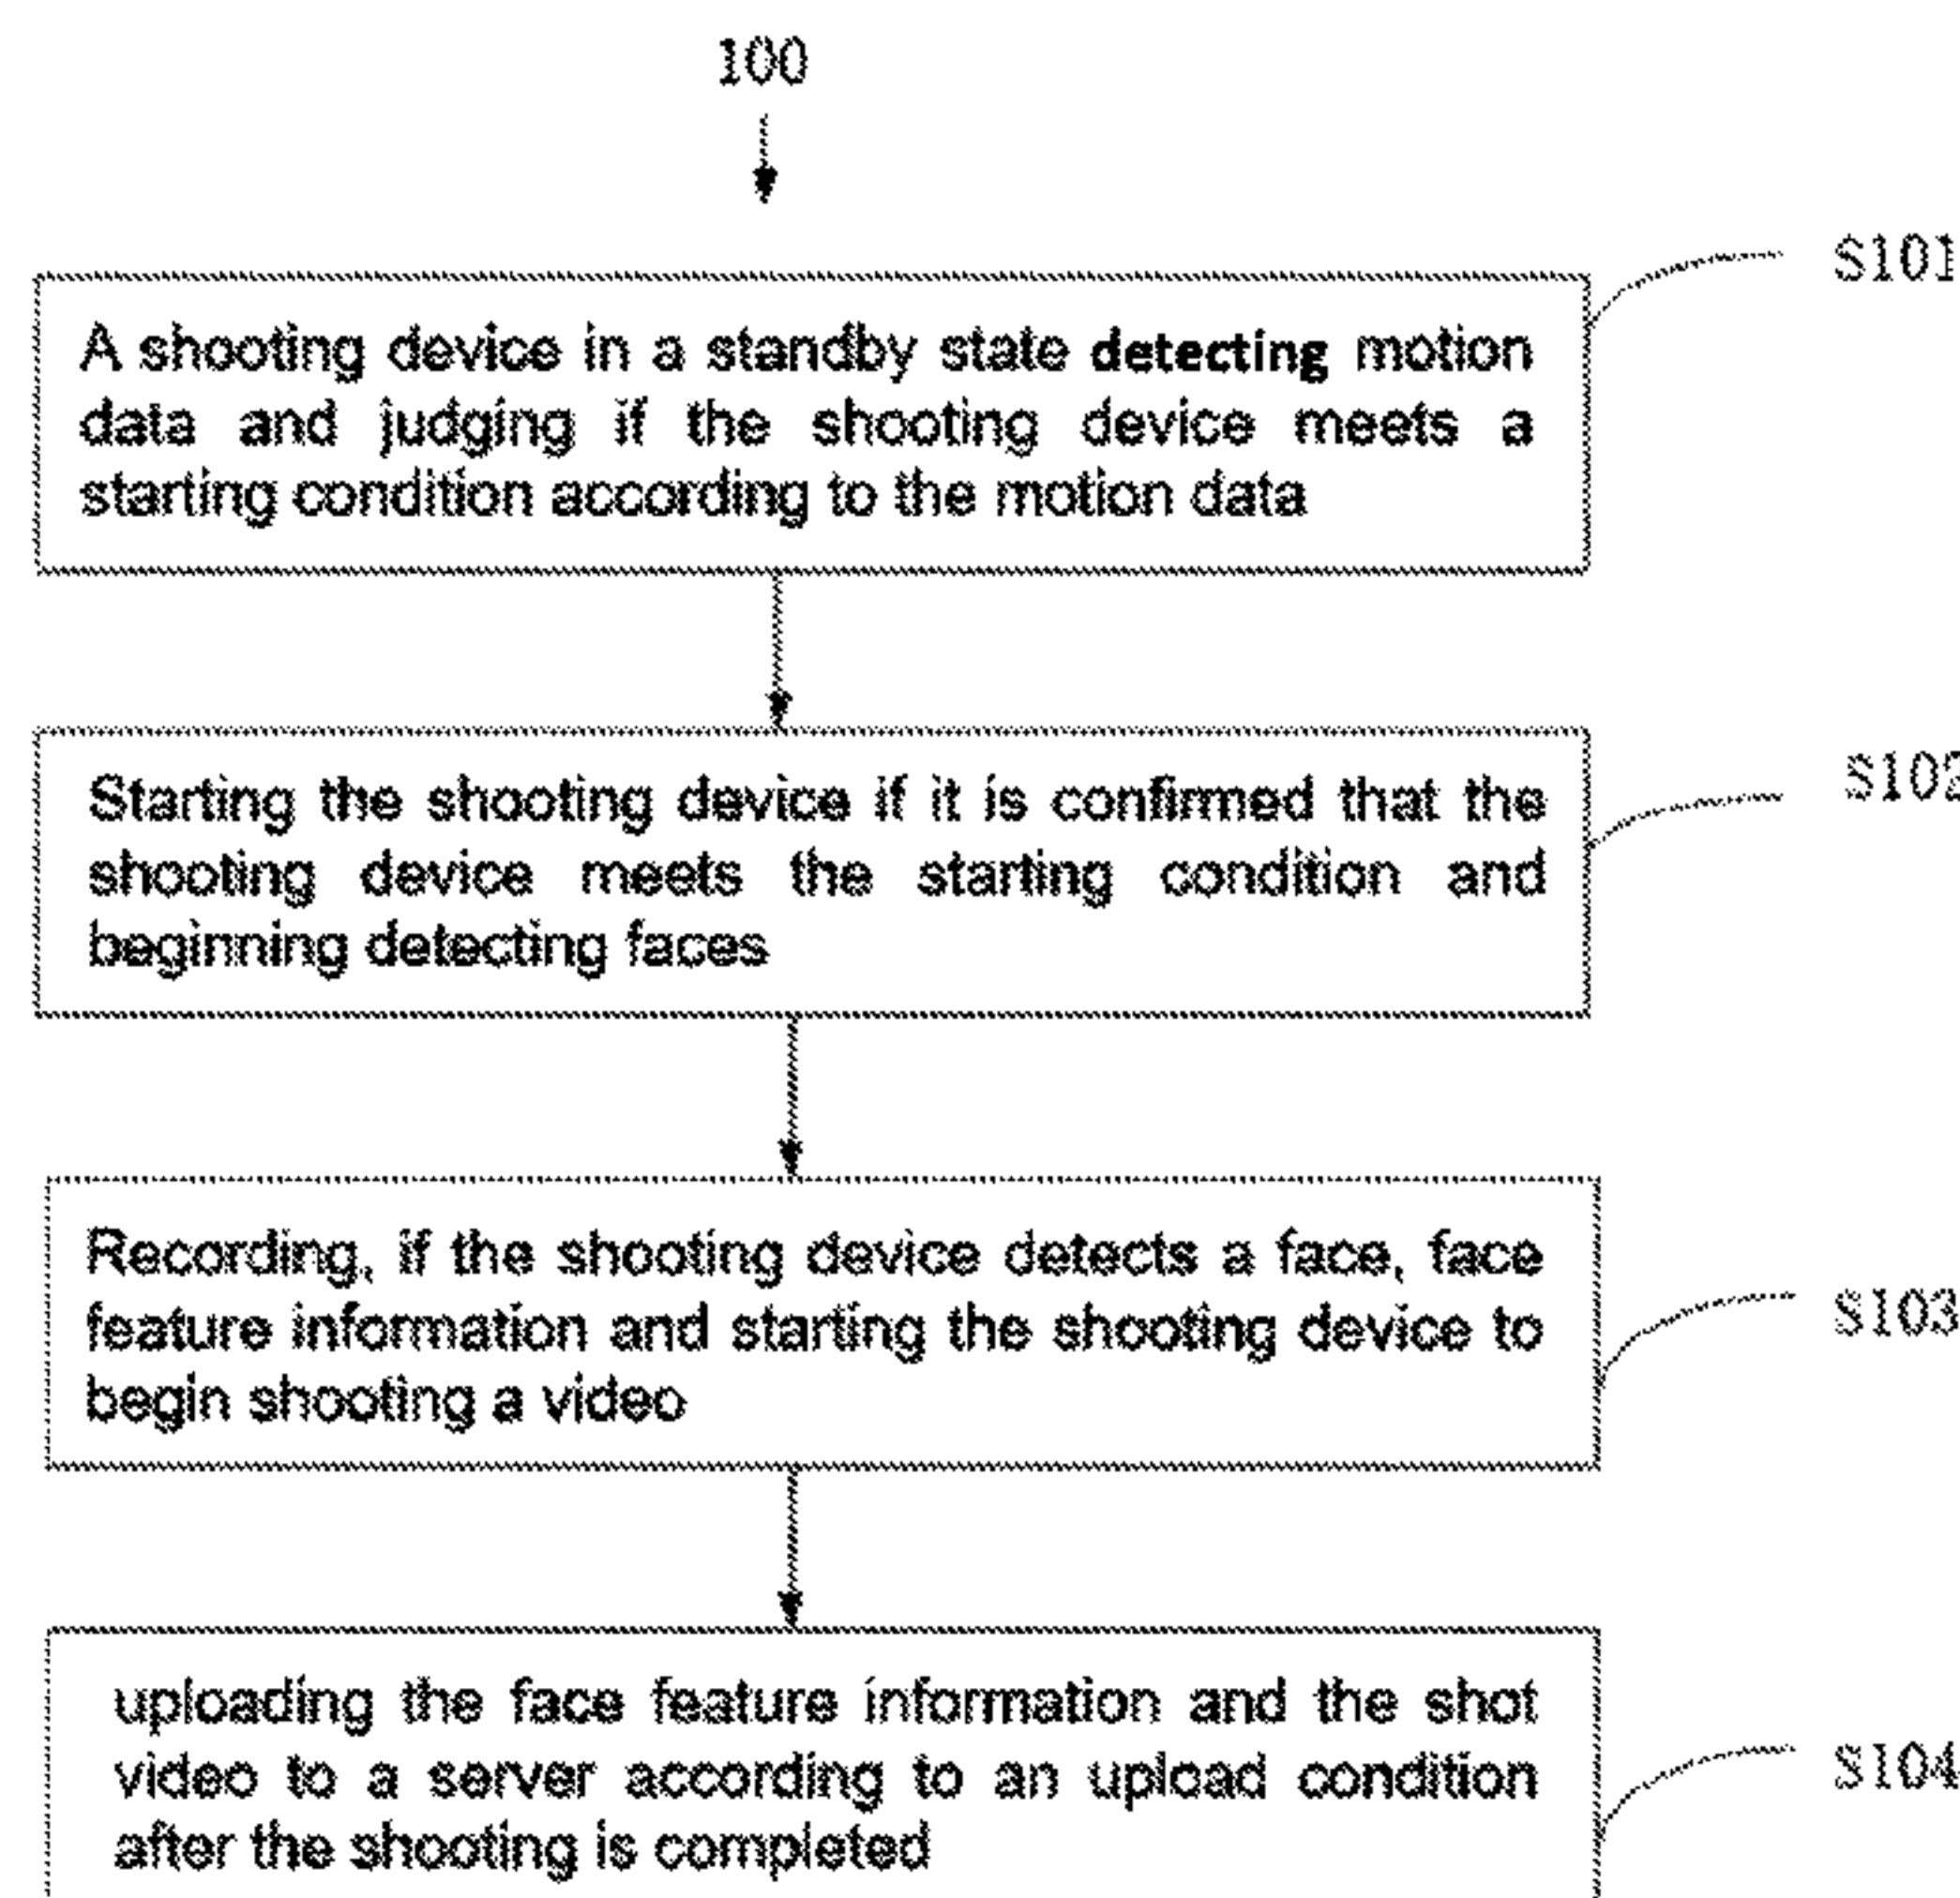 100
S101
A shooting device in a standby state detecting motion
data and judging if the shooting device meets a
starting condition according to the motion data
S102
Starting the shooting device if it is confirmed that the
shooting device meets the starting condition and
beginning detecting faces
S103
Recording, if the shooting device detects a face, face
feature information and starting the shooting device to
begin shooting a video
S104
uploading the face feature information and the shot
video to a server according to an upload condition
after the shooting is completed